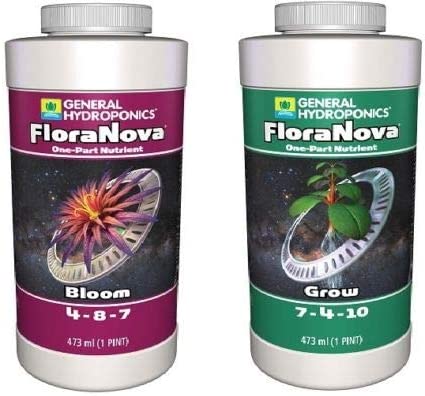 GENERAL
HYDROPONICS®
FloraNova®
One-Part Nutrient
Bloom
4-8-7
473 ml (1 PINT)
GENERAL
HYDROPONICS®
FloraNova®
One-Part Nutrient
Grow
7-4-10
473 ml (1 PINT)